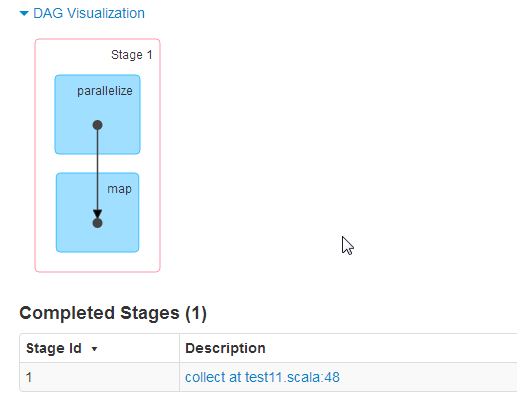 DAG Visualization
Stage 1
parallelize
map
Completed Stages (1)
Stage Id Description
1 collect at test11.scala:48